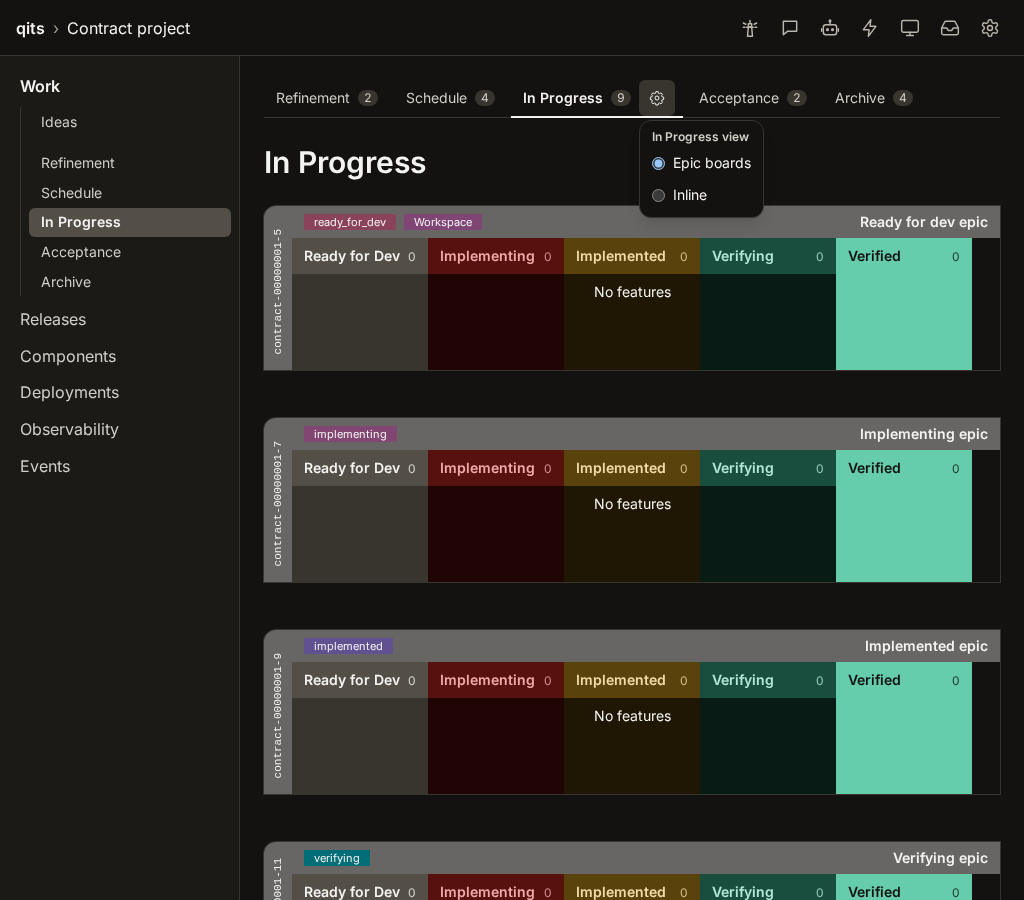 qits › Contract project
Work
Ideas
Refinement
Schedule
In Progress
Acceptance
Archive
Releases
Components
Deployments
Observability
Events
Refinement 2
Schedule 4
In Progress 9
Acceptance 2
Archive 4
In Progress view
Epic boards
Inline
In Progress
contract-00000001-5
ready_for_dev Workspace Ready for dev epic
Ready for Dev 0 Implementing 0 Implemented 0 Verifying 0 Verified 0
No features
contract-00000001-7
implementing Implementing epic
Ready for Dev 0 Implementing 0 Implemented 0 Verifying 0 Verified 0
No features
contract-00000001-9
implemented Implemented epic
Ready for Dev 0 Implementing 0 Implemented 0 Verifying 0 Verified 0
No features
001-11
verifying Verifying epic
Ready for Dev 0 Implementing 0 Implemented 0 Verifying 0 Verified 0